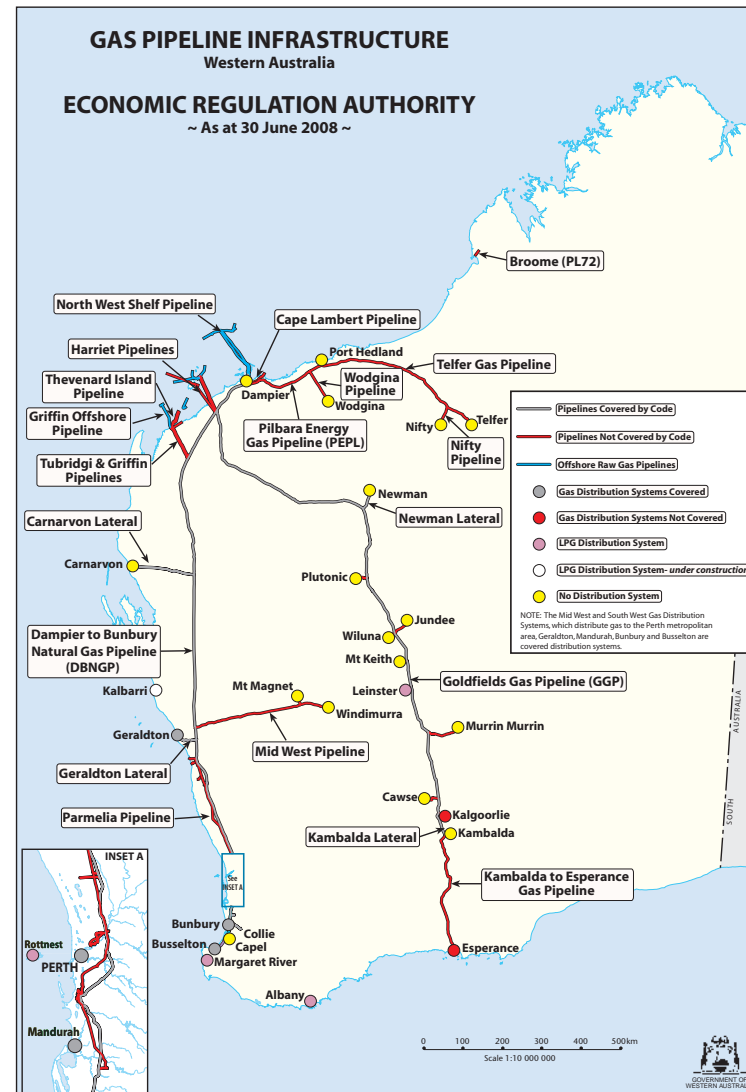 GAS PIPELINE INFRASTRUCTURE
Western Australia
ECONOMIC REGULATION AUTHORITY
~ As at 30 June 2008 ~
Broome (PL72)
North West Shelf Pipeline
Cape Lambert Pipeline
Harriet Pipelines
Port Hedland
Telfer Gas Pipeline
Thevenard Island
Pipeline
Wodgina
Pipeline
Dampier
Wodgina
Griffin Offshore
Pipeline
Pilbara Energy
Gas Pipeline (PEPL)
Nifty
Telfer
Nifty
Pipeline
Tubridgi & Griffin
Pipelines
Pipelines Covered by Code
Pipelines Not Covered by Code
Offshore Raw Gas Pipelines
Gas Distribution Systems Covered
Gas Distribution Systems Not Covered
LPG Distribution System
LPG Distribution System- under construction
No Distribution System
NOTE: The Mid West and South West Gas Distribution
Systems, which distribute gas to the Perth metropolitan
area, Geraldton, Mandurah, Bunbury and Busselton are
covered distribution systems.
Newman
Newman Lateral
Carnarvon Lateral
Carnarvon
Plutonic
Jundee
Wiluna
Dampier to Bunbury
Natural Gas Pipeline
(DBNGP)
Mt Keith
Goldfields Gas Pipeline (GGP)
Leinster
Kalbarri
Mt Magnet
Windimurra
Murrin Murrin
Geraldton
Mid West Pipeline
Geraldton Lateral
Cawse
Parmelia Pipeline
Kalgoorlie
Kambalda Lateral
Kambalda
See
INSET A
Kambalda to Esperance
Gas Pipeline
Bunbury
Collie
Busselton
Capel
Margaret River
Esperance
Albany
SOUTH
AUSTRALIA
INSET A
Rottnest
PERTH
Mandurah
0 100 200 300 400 500km
Scale 1:10 000 000
GOVERNMENT OF
WESTERN AUSTRALIA